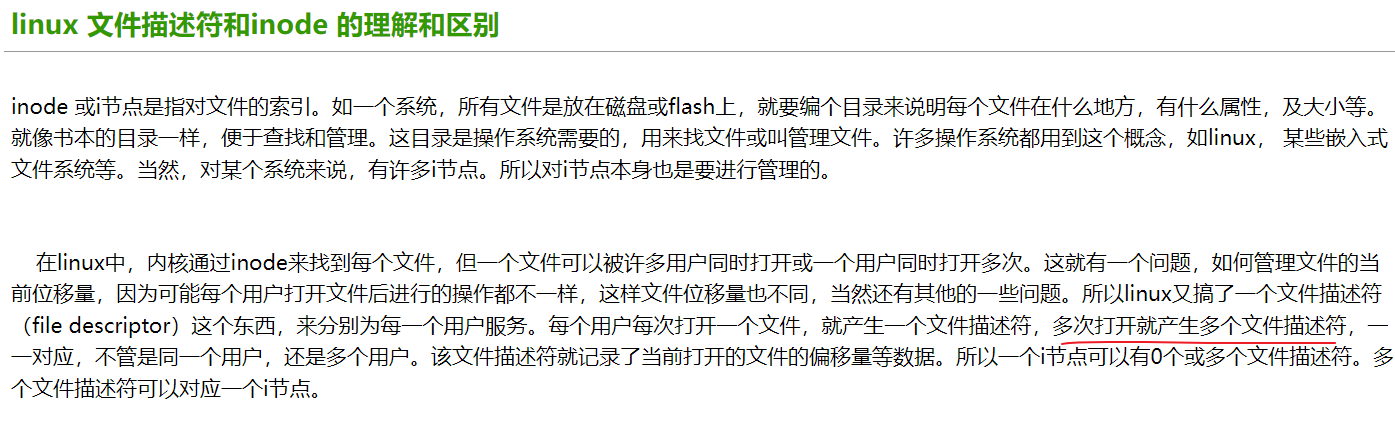 linux 文件描述符和inode 的理解和区别
inode 或i节点是指对文件的索引。如一个系统，所有文件是放在磁盘或flash上，就要编个目录来说明每个文件在什么地方，有什么属性，及大小等。
就像书本的目录一样，便于查找和管理。这目录是操作系统需要的，用来找文件或叫管理文件。许多操作系统都用到这个概念，如linux， 某些嵌入式
文件系统等。当然，对某个系统来说，有许多i节点。所以对i节点本身也是要进行管理的。
在linux中，内核通过inode来找到每个文件，但一个文件可以被许多用户同时打开或一个用户同时打开多次。这就有一个问题，如何管理文件的当
前位移量，因为可能每个用户打开文件后进行的操作都不一样，这样文件位移量也不同，当然还有其他的一些问题。所以linux又搞了一个文件描述符
（file descriptor）这个东西，来分别为每一个用户服务。每个用户每次打开一个文件，就产生一个文件描述符，多次打开就产生多个文件描述符，一
一对应，不管是同一个用户，还是多个用户。该文件描述符就记录了当前打开的文件的偏移量等数据。所以一个i节点可以有0个或多个文件描述符。多
个文件描述符可以对应一个i节点。